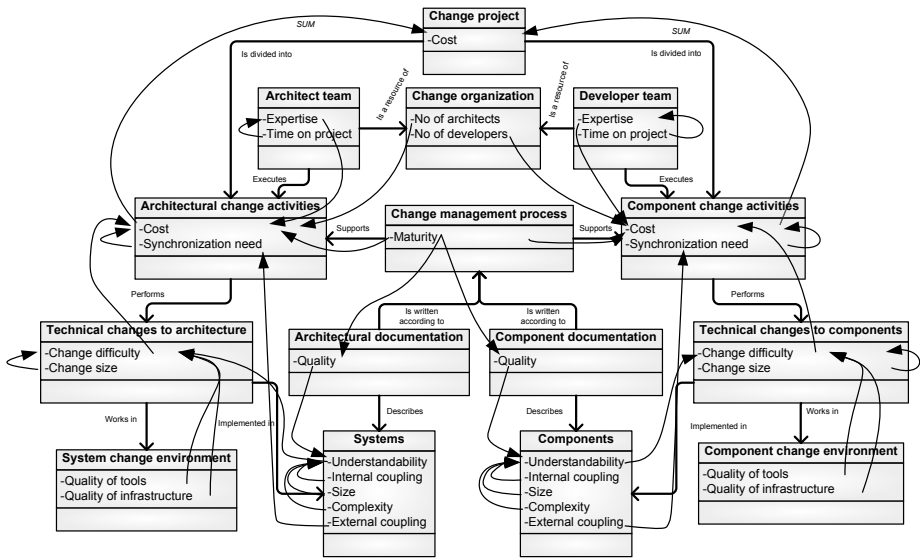 Change project
-Cost
SUM
SUM
Is divided into
Is divided into
Architect team
-Expertise
-Time on project
Is a resource of
Change organization
-No of architects
-No of developers
Is a resource of
Developer team
-Expertise
-Time on project
Executes
Executes
Architectural change activities
-Cost
-Synchronization need
Supports
Change management process
-Maturity
Supports
Component change activities
-Cost
-Synchronization need
Performs
Performs
Is written
according to
Is written
according to
Technical changes to architecture
-Change difficulty
-Change size
Architectural documentation
-Quality
Component documentation
-Quality
Technical changes to components
-Change difficulty
-Change size
Works in
Implemented in
Describes
Describes
Implemented in
Works in
System change environment
-Quality of tools
-Quality of infrastructure
Systems
-Understandability
-Internal coupling
-Size
-Complexity
-External coupling
Components
-Understandability
-Internal coupling
-Size
-Complexity
-External coupling
Component change environment
-Quality of tools
-Quality of infrastructure